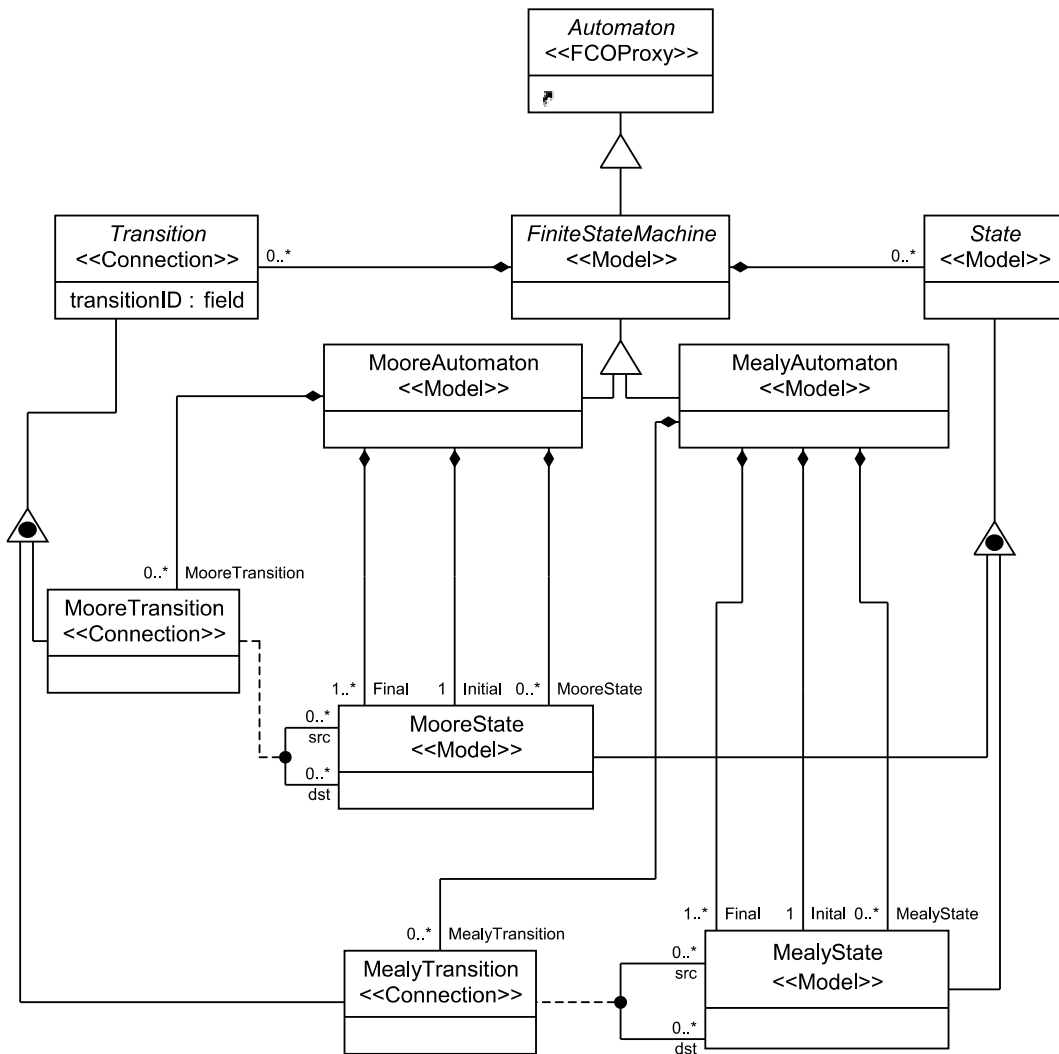 Automaton
<<FCOProxy>>
Transition
<<Connection>>
transitionID : field
0..*
FiniteStateMachine
<<Model>>
0..*
State
<<Model>>
MooreAutomaton
<<Model>>
MealyAutomaton
<<Model>>
0..* MooreTransition
MooreTransition
<<Connection>>
1..* Final
1 Initial
0..* MooreState
0..*
src
0..*
dst
MooreState
<<Model>>
1..* Final
1 Inital
0..* MealyState
0..* MealyTransition
MealyTransition
<<Connection>>
0..*
src
0..*
dst
MealyState
<<Model>>